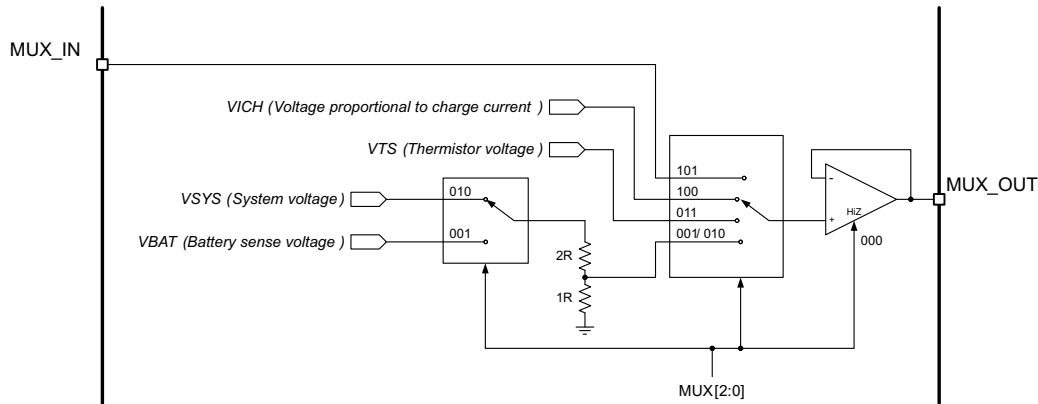 MUX_IN
VICH (Voltage proportional to charge current )
VTS (Thermistor voltage )
101
100
011
001/ 010
VSYS (System voltage)
010
VBAT (Battery sense voltage )
001
2R
1R
-
+
HiZ
000
MUX_OUT
MUX[2:0]